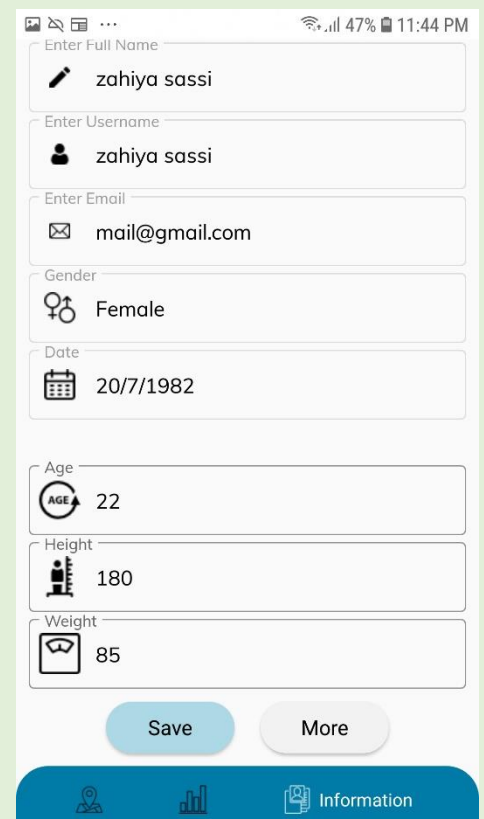 47% 11:44 PM
Enter Full Name
zahiya sassi
Enter Username
zahiya sassi
Enter Email
mail@gmail.com
Gender
Female
Date
20/7/1982
Age
AGE 22
Height
180
Weight
85
Save More
Information